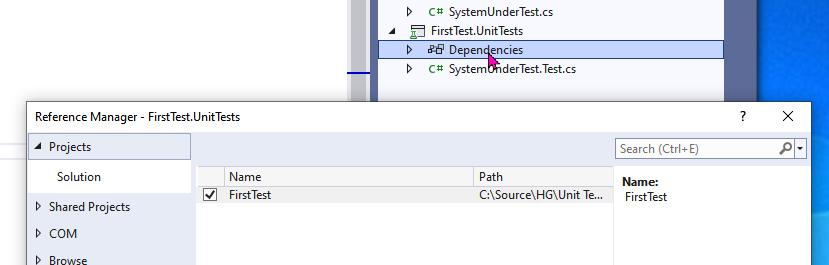 C# SystemUnderTest.cs
FirstTest.UnitTests
Dependencies
C# SystemUnderTest.Test.cs
Reference Manager - FirstTest.UnitTests ?
Projects
Search (Ctrl+E)
Solution
Name Path
Name:
FirstTest C:\Source\HG\Unit Te...
FirstTest
Shared Projects
COM
Browse